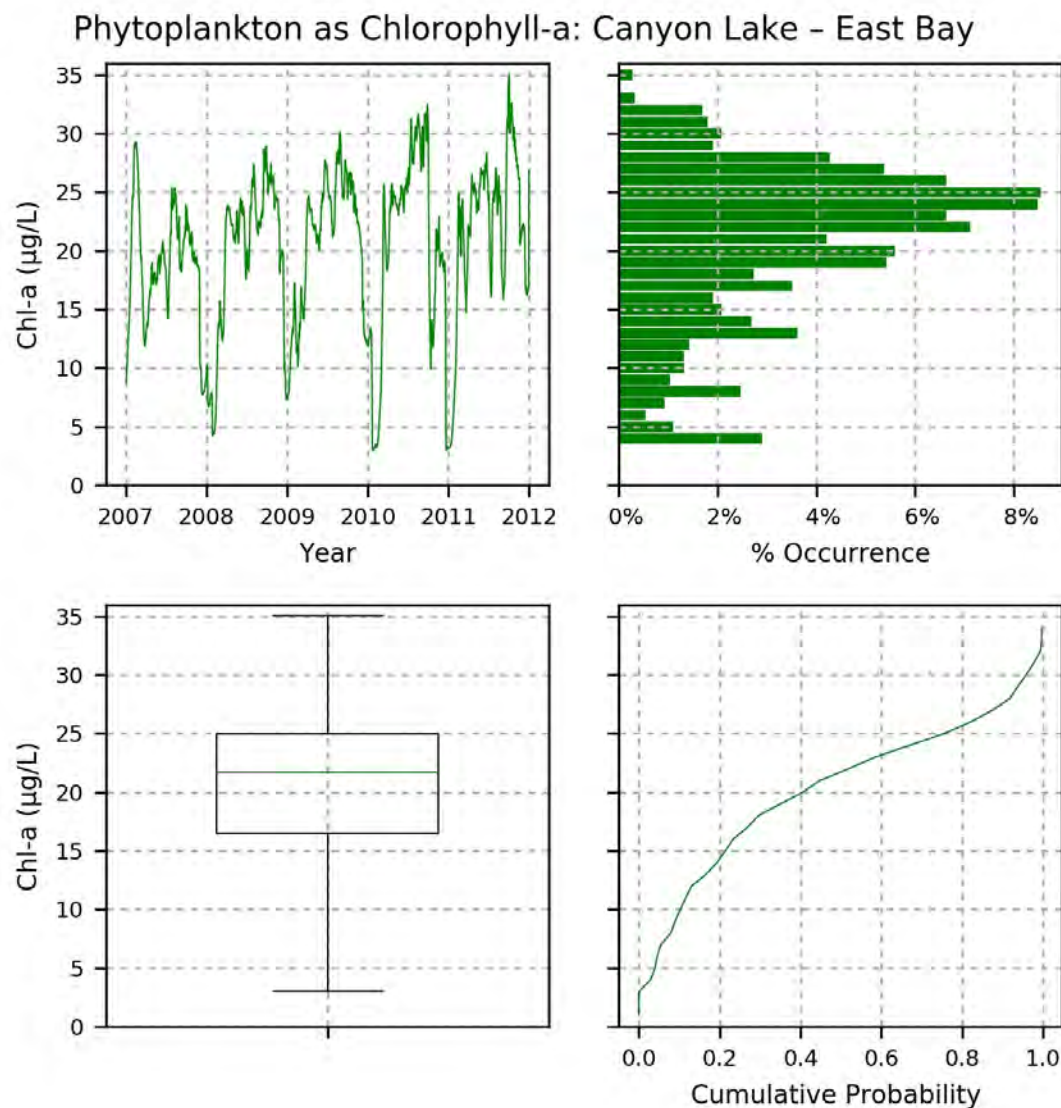 Phytoplankton as Chlorophyll-a: Canyon Lake – East Bay
35
30
25
20
15
10
5
0
Chl-a (µg/L)
2007 2008 2009 2010 2011 2012
Year
0% 2% 4% 6% 8%
% Occurrence
35
30
25
20
15
10
5
0
Chl-a (µg/L)
0.0 0.2 0.4 0.6 0.8 1.0
Cumulative Probability